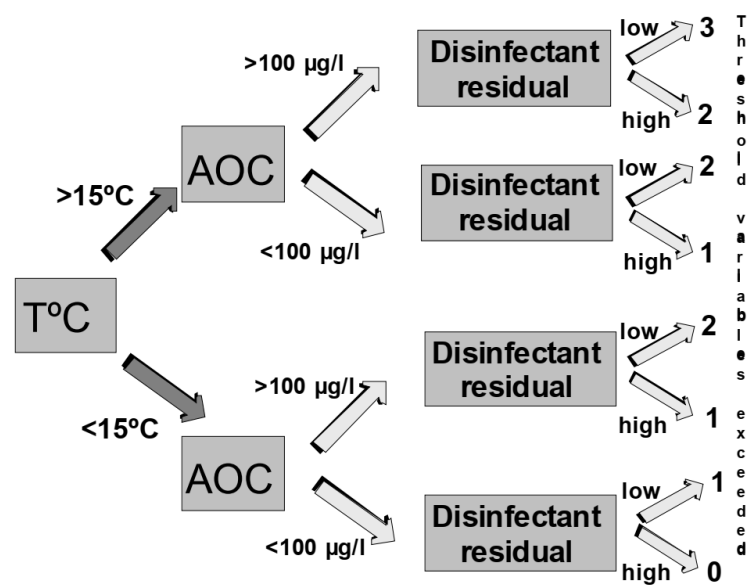 T°C
>15ºC
<15ºC
AOC
>100 µg/l
<100 µg/l
AOC
>100 µg/l
<100 µg/l
Disinfectant
residual
low
3
high
2
Disinfectant
residual
low
2
high
1
Disinfectant
residual
low
2
high
1
Disinfectant
residual
low
1
high
0
Threshold variables exceeded